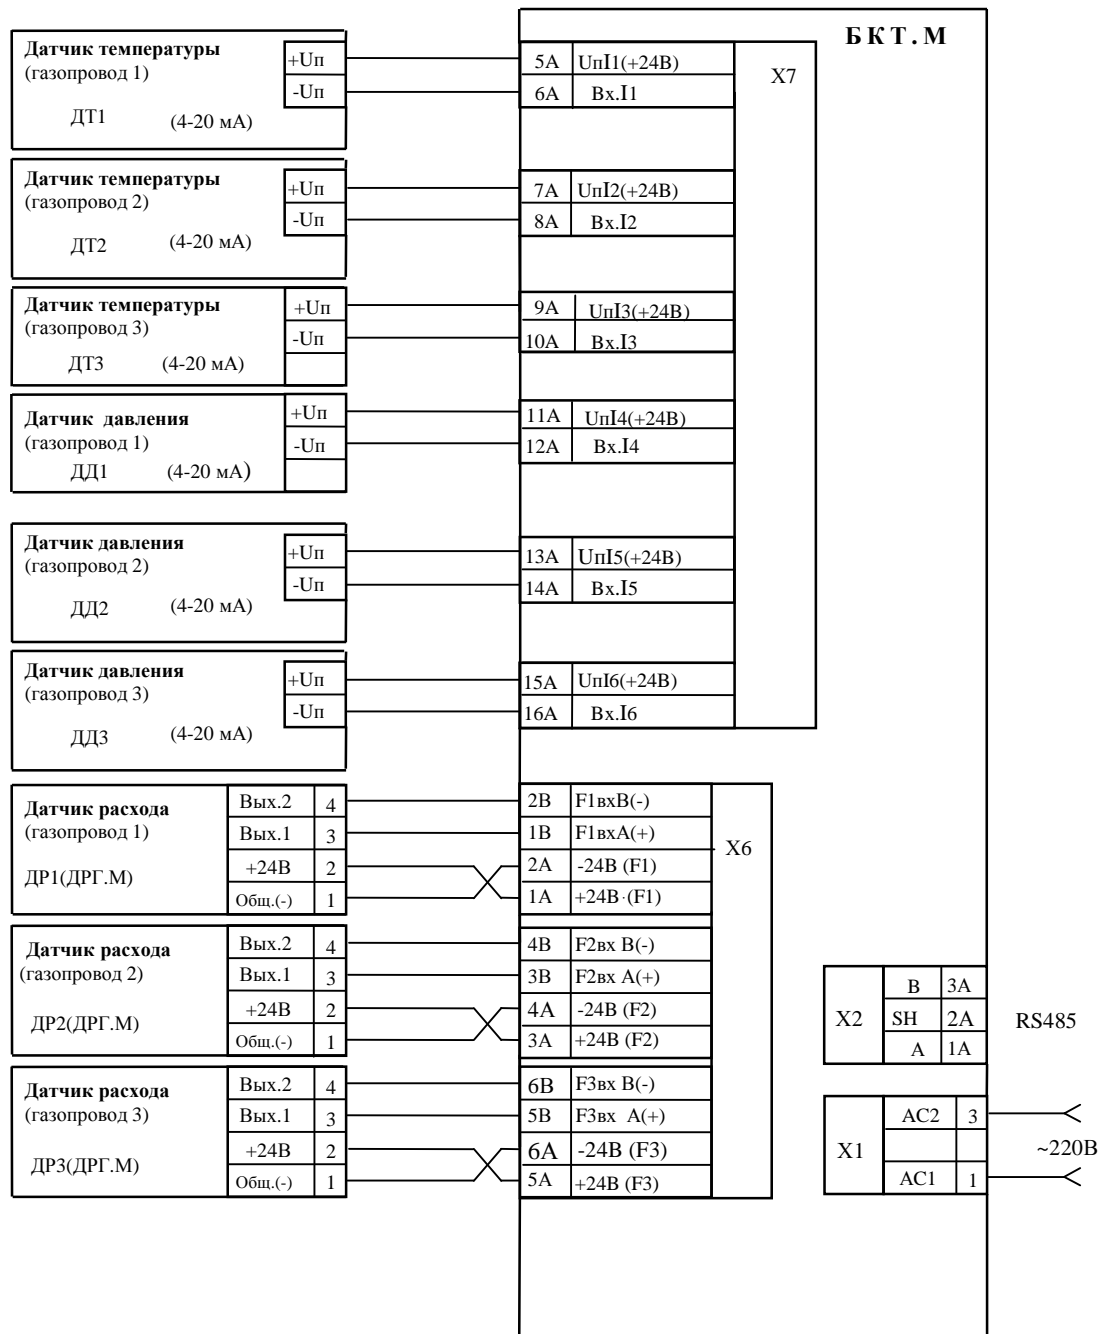 БКТ.М
Датчик температуры
(газопровод 1)
ДТ1 (4-20 мА)
+Uп
-Uп
5А UпI1(+24В)
6А Вх.I1
X7
Датчик температуры
(газопровод 2)
ДТ2 (4-20 мА)
+Uп
-Uп
7А UпI2(+24В)
8А Вх.I2
Датчик температуры
(газопровод 3)
ДТ3 (4-20 мА)
+Uп
-Uп
9А UпI3(+24В)
10А Вх.I3
Датчик давления
(газопровод 1)
ДД1 (4-20 мА)
+Uп
-Uп
11А UпI4(+24В)
12А Вх.I4
Датчик давления
(газопровод 2)
ДД2 (4-20 мА)
+Uп
-Uп
13А UпI5(+24В)
14А Вх.I5
Датчик давления
(газопровод 3)
ДД3 (4-20 мА)
+Uп
-Uп
15А UпI6(+24В)
16А Вх.I6
Датчик расхода
(газопровод 1)
ДР1(ДРГ.М)
Вых.2 4
Вых.1 3
+24В 2
Общ.(-) 1
2В F1вхВ(-)
1В F1вхА(+)
2А -24В (F1)
1А +24В·(F1)
X6
Датчик расхода
(газопровод 2)
ДР2(ДРГ.М)
Вых.2 4
Вых.1 3
+24В 2
Общ.(-) 1
4В F2вх В(-)
3В F2вх А(+)
4А -24В (F2)
3А +24В (F2)
X2
В 3А
SH 2А
А 1А
RS485
Датчик расхода
(газопровод 3)
ДР3(ДРГ.М)
Вых.2 4
Вых.1 3
+24В 2
Общ.(-) 1
6В F3вх В(-)
5В F3вх А(+)
6А -24В (F3)
5А +24В (F3)
X1
АС2 3
АС1 1
~220В